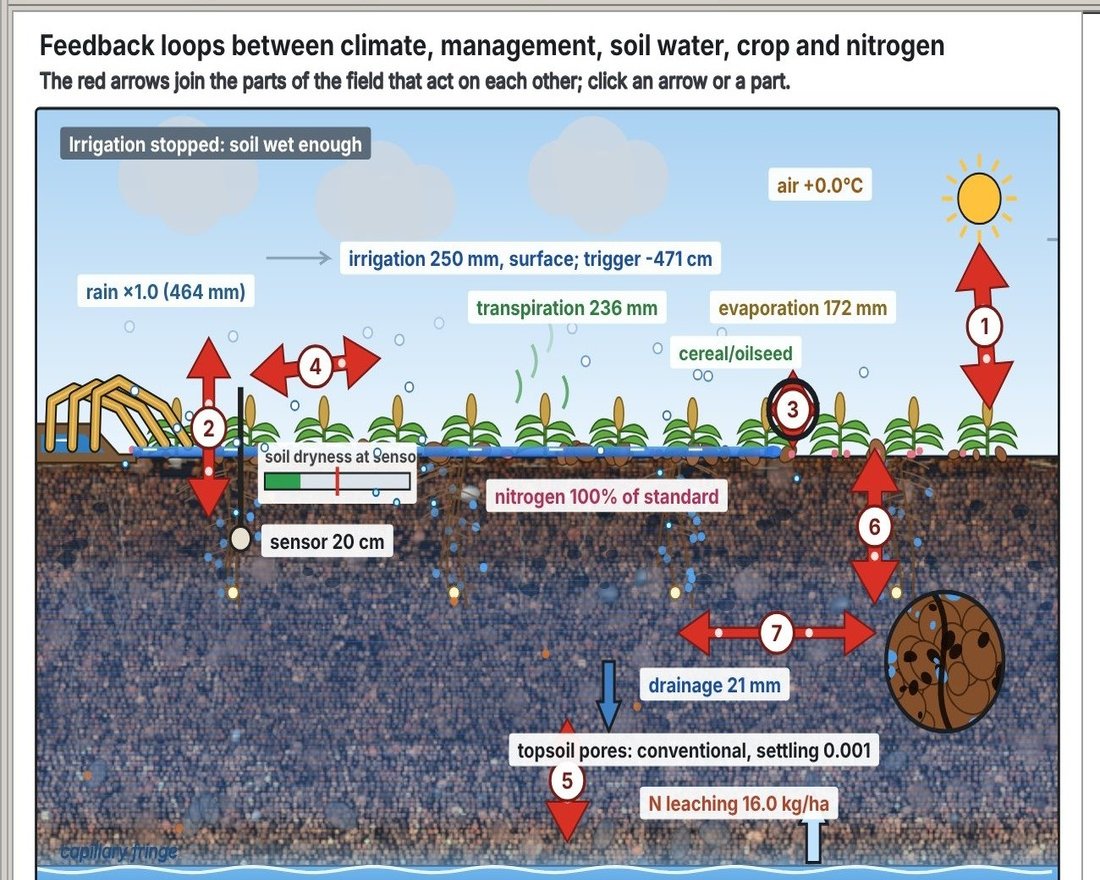 Feedback loops between climate, management, soil water, crop and nitrogen
The red arrows join the parts of the field that act on each other; click an arrow or a part.
Irrigation stopped: soil wet enough
air +0.0°C
irrigation 250 mm, surface; trigger -471 cm
rain ×1.0 (464 mm)
transpiration 236 mm
evaporation 172 mm
1
cereal/oilseed
4
3
2
soil dryness at senso
nitrogen 100% of standard
6
sensor 20 cm
7
drainage 21 mm
topsoil pores: conventional, settling 0.001
5
N leaching 16.0 kg/ha
capillary fringe